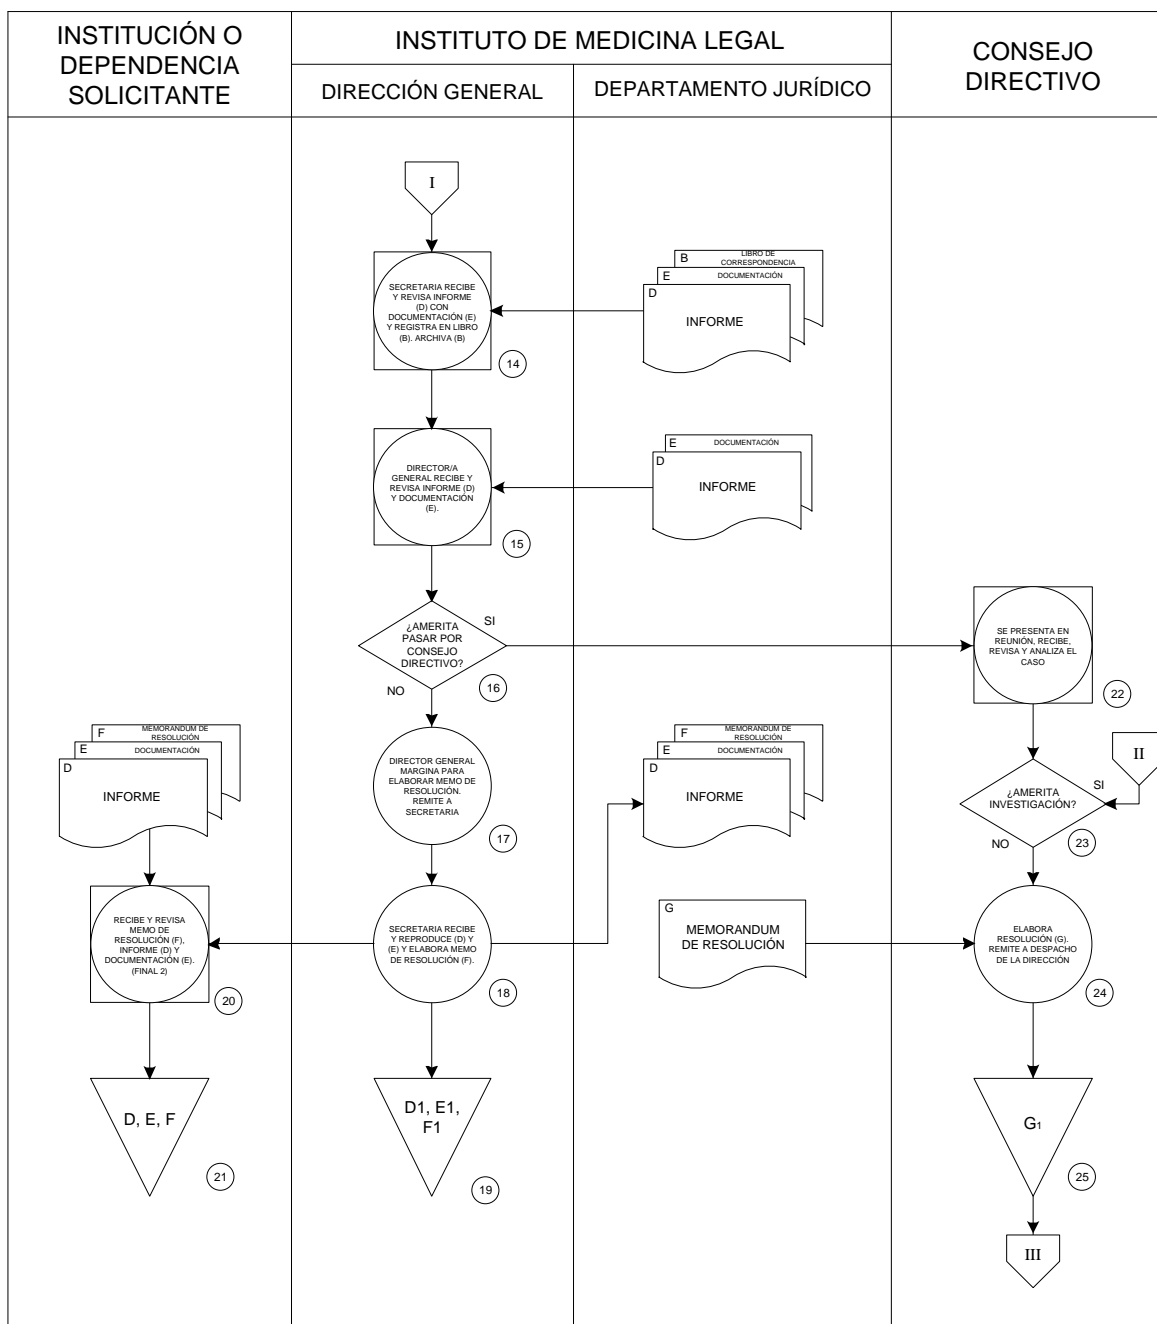 INSTITUCIÓN O
DEPENDENCIA
SOLICITANTE
INSTITUTO DE MEDICINA LEGAL
DIRECCIÓN GENERAL
DEPARTAMENTO JURÍDICO
CONSEJO
DIRECTIVO
I
SECRETARIA RECIBE
Y REVISA INFORME
(D) CON
DOCUMENTACIÓN (E)
Y REGISTRA EN LIBRO
(B). ARCHIVA (B)
14
B
LIBRO DE
CORRESPONDENCIA
E
DOCUMENTACIÓN
D
INFORME
DIRECTOR/A
GENERAL RECIBE Y
REVISA INFORME (D)
Y DOCUMENTACIÓN
(E).
15
E
DOCUMENTACIÓN
D
INFORME
¿AMERITA
PASAR POR
CONSEJO
DIRECTIVO?
SI
NO
16
SE PRESENTA EN
REUNIÓN, RECIBE,
REVISA Y ANALIZA EL
CASO
22
F
MEMORANDUM DE
RESOLUCIÓN
E
DOCUMENTACIÓN
D
INFORME
DIRECTOR GENERAL
MARGINA PARA
ELABORAR MEMO DE
RESOLUCIÓN.
REMITE A
SECRETARIA
17
F
MEMORANDUM DE
RESOLUCIÓN
E
DOCUMENTACIÓN
D
INFORME
II
¿AMERITA
INVESTIGACIÓN?
SI
NO
23
RECIBE Y REVISA
MEMO DE
RESOLUCIÓN (F),
INFORME (D) Y
DOCUMENTACIÓN (E).
(FINAL 2)
20
SECRETARIA RECIBE
Y REPRODUCE (D) Y
(E) Y ELABORA MEMO
DE RESOLUCIÓN (F).
18
G
MEMORANDUM
DE RESOLUCIÓN
ELABORA
RESOLUCIÓN (G).
REMITE A DESPACHO
DE LA DIRECCIÓN
24
D, E, F
21
D1, E1,
F1
19
G1
25
III